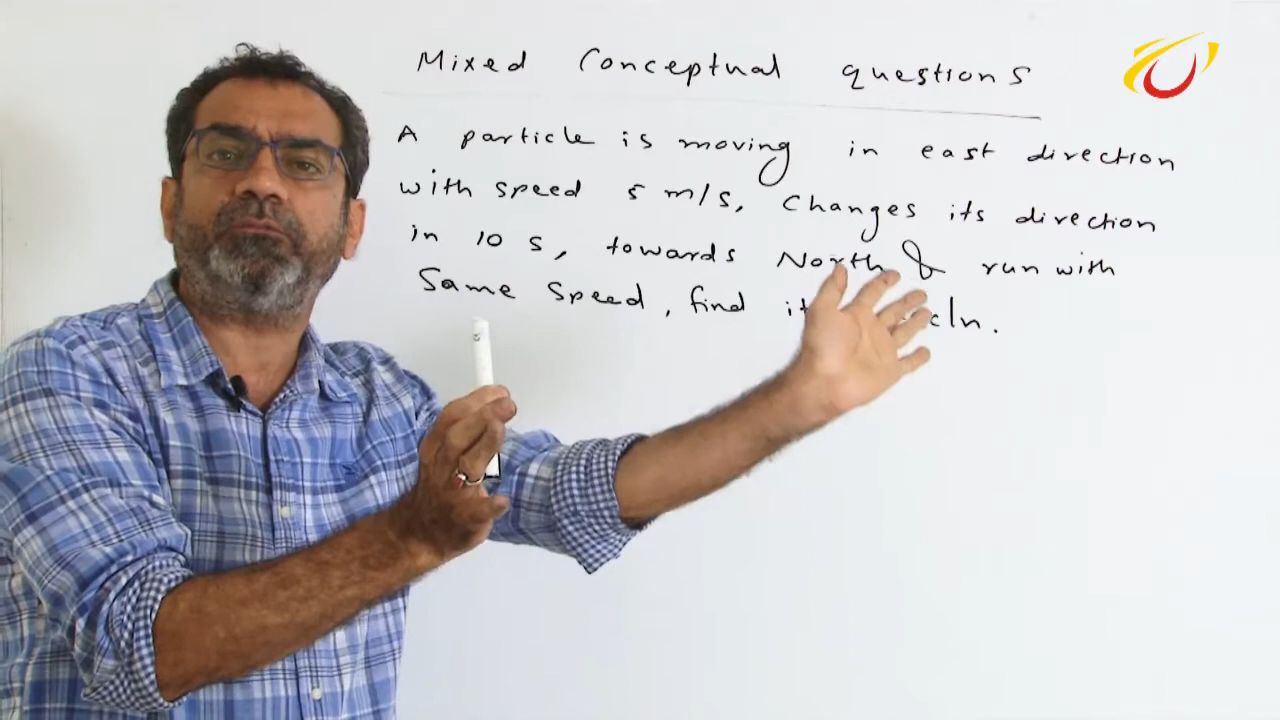 Mixed Conceptual questions
A particle is moving in east direction
with speed 5 m/s, changes its direction
in 10 s, towards North & run with
Same Speed, find